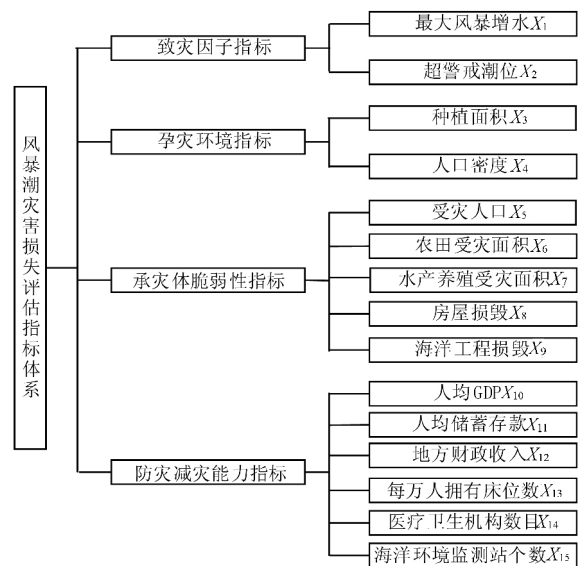 风暴潮灾害损失评估指标体系
致灾因子指标
最大风暴增水X1
超警戒潮位X2
孕灾环境指标
种植面积X3
人口密度X4
承灾体脆弱性指标
受灾人口X5
农田受灾面积X6
水产养殖受灾面积X7
房屋损毁X8
海洋工程损毁X9
防灾减灾能力指标
人均GDPX10
人均储蓄存款X11
地方财政收入X12
每万人拥有床位数X13
医疗卫生机构数目X14
海洋环境监测站个数X15